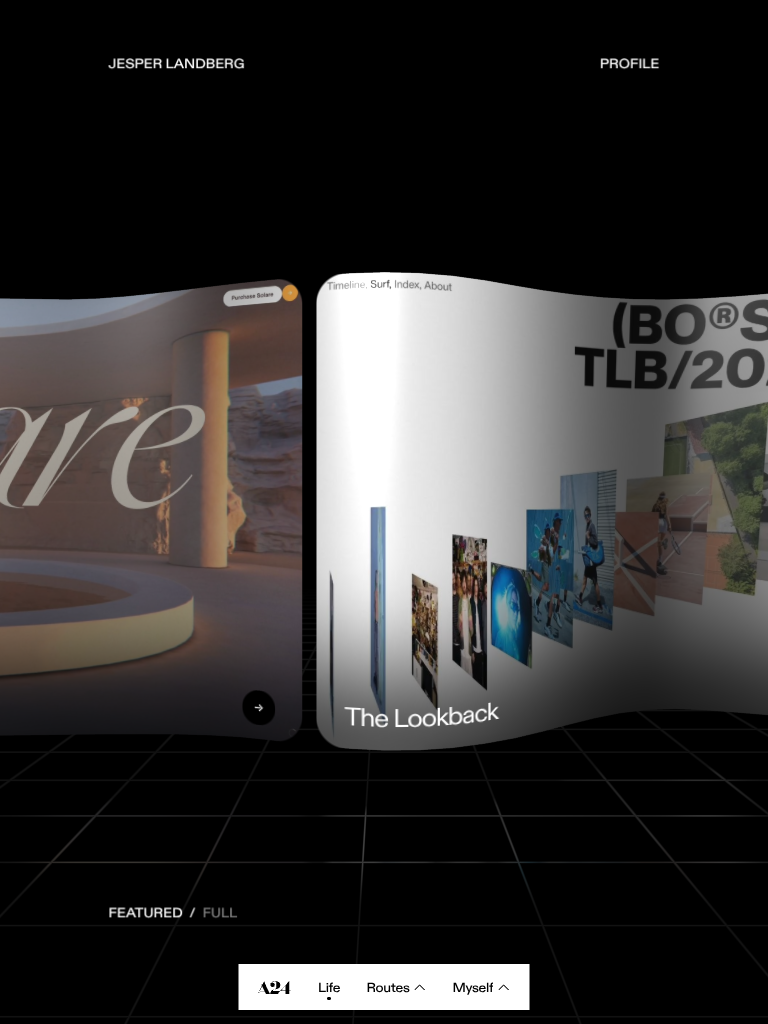 JESPER LANDBERG
PROFILE
Purchase Solare
Timeline, Surf, Index, About
(BO®S
TLB/20
are
The Lookback
FEATURED / FULL
A24
Life
Routes
Myself